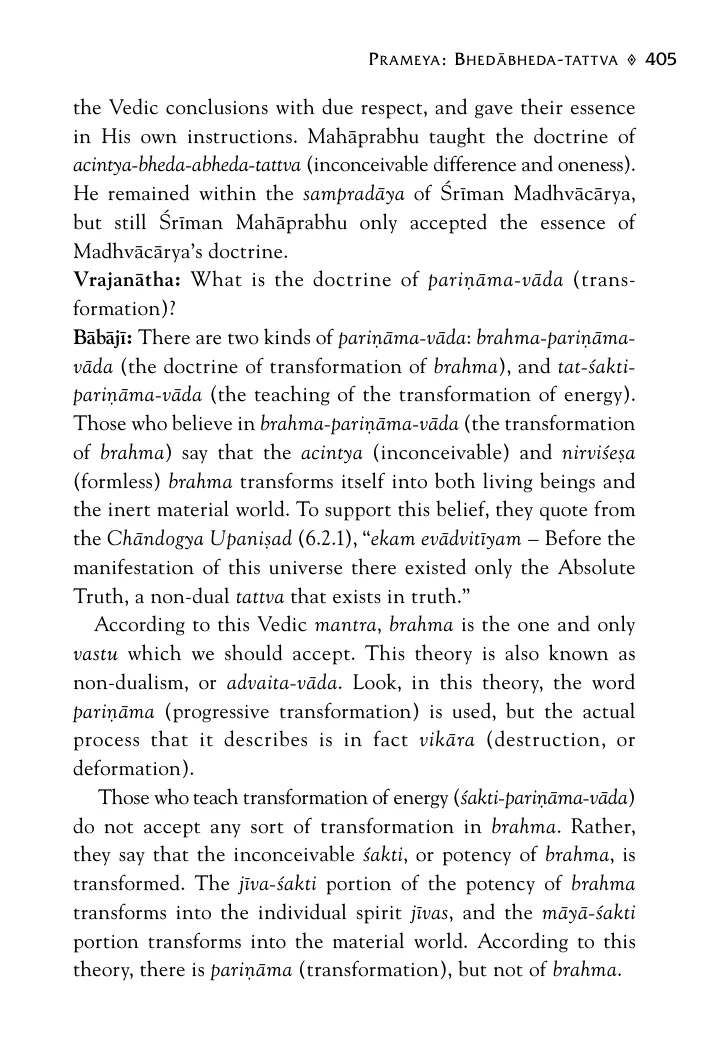 PRAMEYA: BHEDĀBHEDA-TATTVA ◈ 405
the Vedic conclusions with due respect, and gave their essence
in His own instructions. Mahāprabhu taught the doctrine of
acintya-bheda-abheda-tattva (inconceivable difference and oneness).
He remained within the sampradāya of Śrīman Madhvācārya,
but still Śrīman Mahāprabhu only accepted the essence of
Madhvācārya's doctrine.
Vrajanātha: What is the doctrine of pariṇāma-vāda (trans-
formation)?
Bābājī: There are two kinds of pariṇāma-vāda: brahma-pariṇāma-
vāda (the doctrine of transformation of brahma), and tat-śakti-
pariṇāma-vāda (the teaching of the transformation of energy).
Those who believe in brahma-pariṇāma-vāda (the transformation
of brahma) say that the acintya (inconceivable) and nirviśeṣa
(formless) brahma transforms itself into both living beings and
the inert material world. To support this belief, they quote from
the Chāndogya Upaniṣad (6.2.1), “ekam evādvitīyam – Before the
manifestation of this universe there existed only the Absolute
Truth, a non-dual tattva that exists in truth.”
According to this Vedic mantra, brahma is the one and only
vastu which we should accept. This theory is also known as
non-dualism, or advaita-vāda. Look, in this theory, the word
pariṇāma (progressive transformation) is used, but the actual
process that it describes is in fact vikāra (destruction, or
deformation).
Those who teach transformation of energy (śakti-pariṇāma-vāda)
do not accept any sort of transformation in brahma. Rather,
they say that the inconceivable śakti, or potency of brahma, is
transformed. The jīva-śakti portion of the potency of brahma
transforms into the individual spirit jīvas, and the māyā-śakti
portion transforms into the material world. According to this
theory, there is pariṇāma (transformation), but not of brahma.